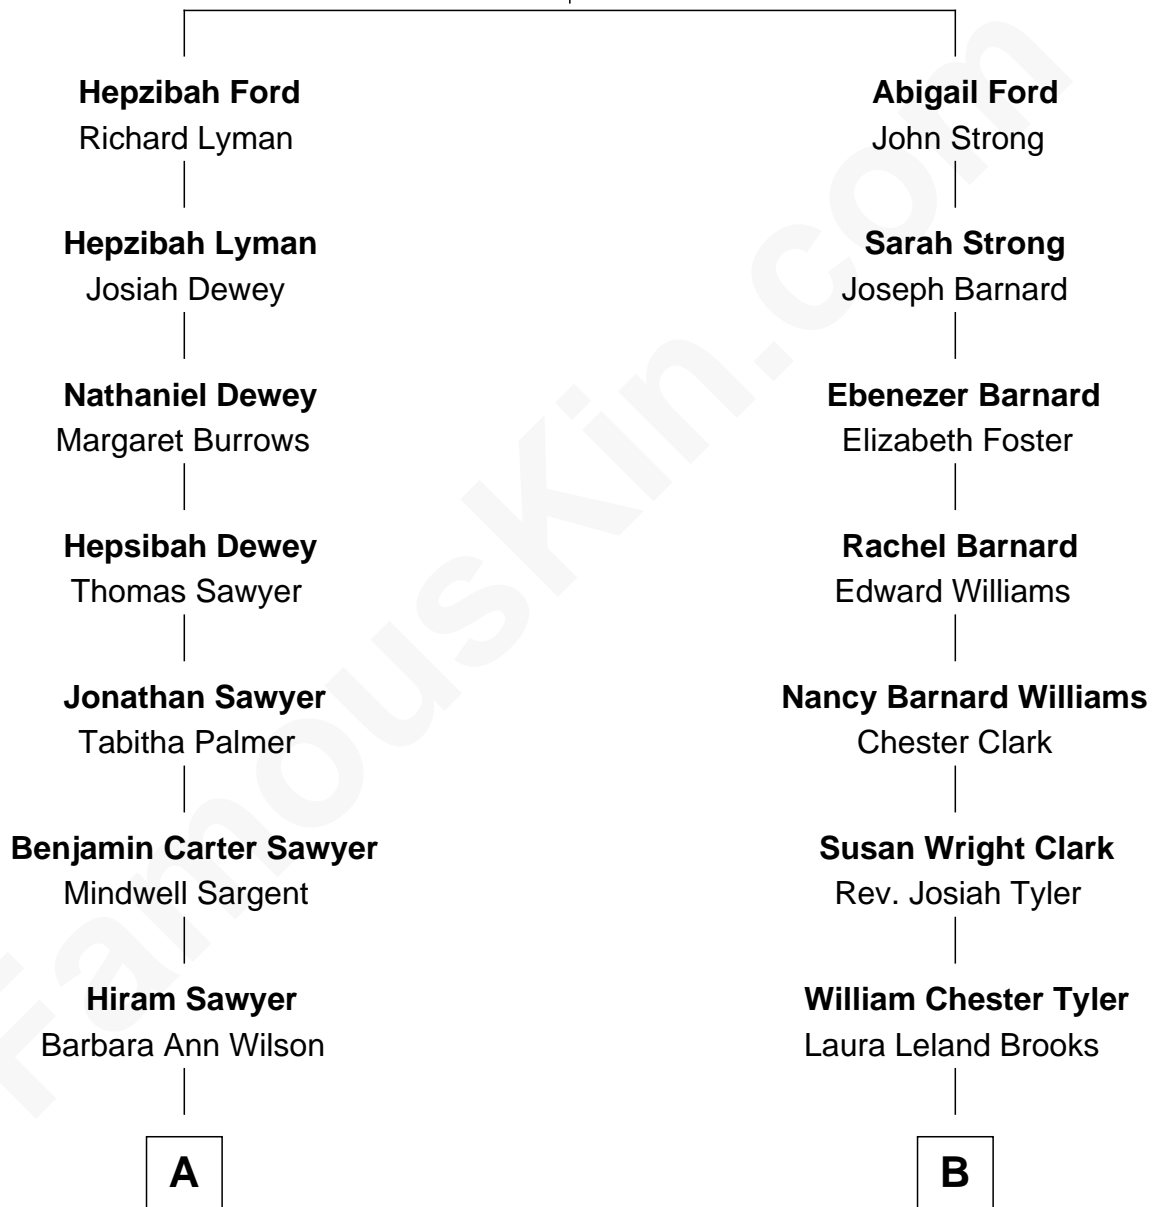 Hepzibah Ford
Richard Lyman
Hepzibah Lyman
Josiah Dewey
Nathaniel Dewey
Margaret Burrows
Hepsibah Dewey
Thomas Sawyer
Jonathan Sawyer
Tabitha Palmer
Benjamin Carter Sawyer
Mindwell Sargent
Hiram Sawyer
Barbara Ann Wilson
A
Abigail Ford
John Strong
Sarah Strong
Joseph Barnard
Ebenezer Barnard
Elizabeth Foster
Rachel Barnard
Edward Williams
Nancy Barnard Williams
Chester Clark
Susan Wright Clark
Rev. Josiah Tyler
William Chester Tyler
Laura Leland Brooks
B
FamousKin.com